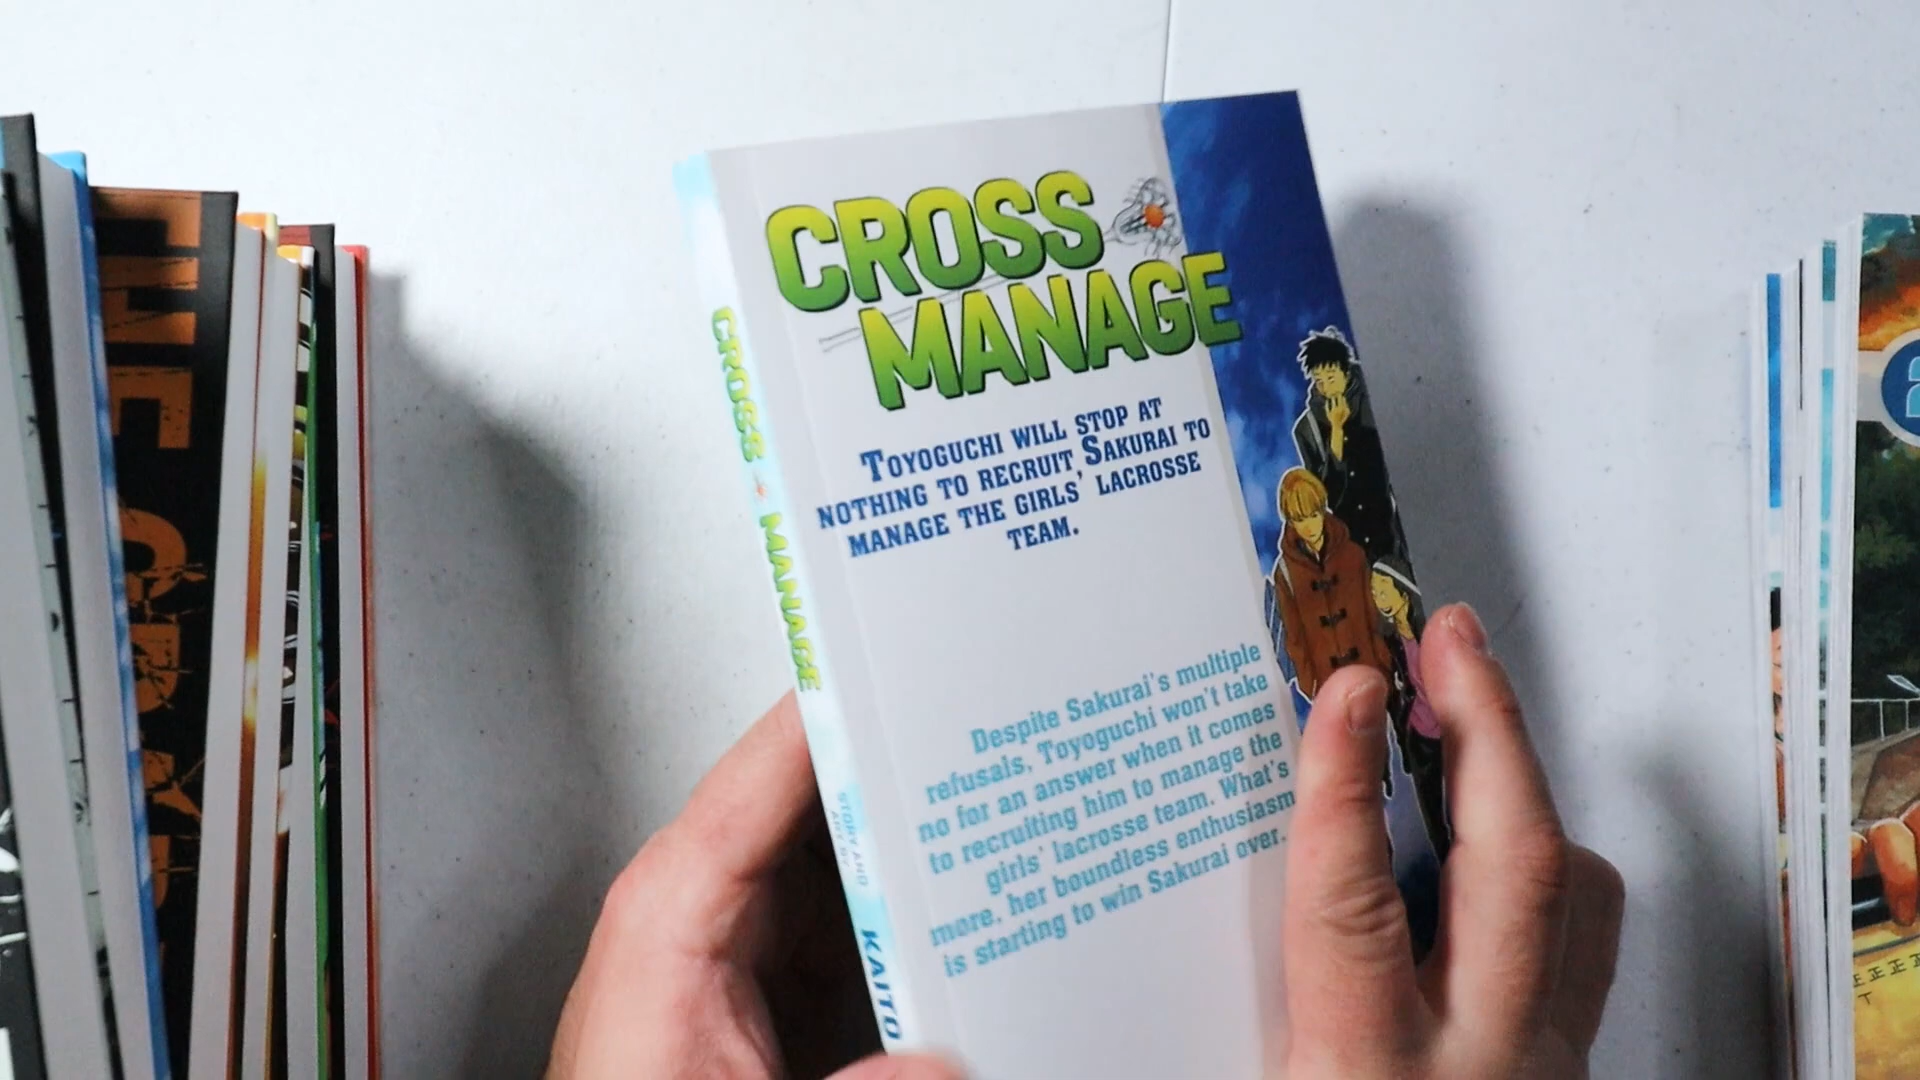 CROSS
MANAGE
TOYOGUCHI WILL STOP AT
NOTHING TO RECRUIT SAKURAI TO
MANAGE THE GIRLS' LACROSSE
TEAM.
Despite Sakurai's multiple
refusals, Toyoguchi won't take
no for an answer when it comes
to recruiting him to manage the
girls' lacrosse team. What's
more, her boundless enthusiasm
is starting to win Sakurai over.
CROSS MANAGE
STORY AND
ART BY
KAITO